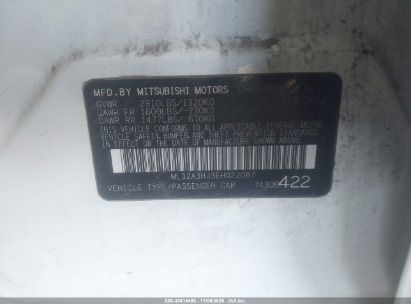 MFD.BY MITSUBISHI MOTORS
GVWR 2910LBS/1320KG
GAWR FR 1609LBS/730KG
GAWR RR 1477LBS/670KG
THIS VEHICLE CONFORMS TO ALL APPLICABLE
FEDERAL MOTOR VEHICLE SAFETY, BUMPER,
AND THEFT PREVENTION STANDARDS IN EFFECT
ON THE DATE OF MANUFACTURE SHOWN ABOVE.
ML32A3HJ3EH022087
VEHICLE TYPE:PASSENGER CAR 422